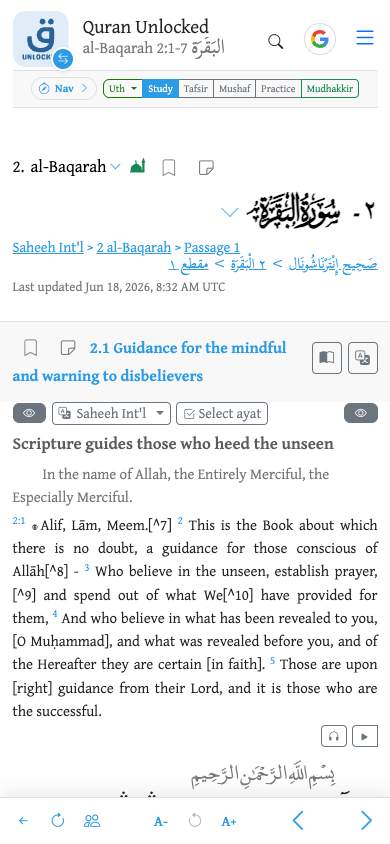 ق
UNLOCK
Quran Unlocked
al-Baqarah 2:1-7 البَقَرَة
Nav
Uth Study Tafsir Mushaf Practice Mudhakkir
2. al-Baqarah
٢ - سُورَةُ البَقَرَةِ
Saheeh Int'l > 2 al-Baqarah > Passage 1
صَحِيح إِنْتَرْنَاشُونَال > ٢ الْبَقَرَة > مقطع ١
Last updated Jun 18, 2026, 8:32 AM UTC
2.1 Guidance for the mindful
and warning to disbelievers
Saheeh Int'l Select ayat
Scripture guides those who heed the unseen
In the name of Allah, the Entirely Merciful, the
Especially Merciful.
2:1 Alif, Lām, Meem.[^7] 2 This is the Book about which
there is no doubt, a guidance for those conscious of
Allāh[^8] - 3 Who believe in the unseen, establish prayer,
[^9] and spend out of what We[^10] have provided for
them, 4 And who believe in what has been revealed to you,
[O Muḥammad], and what was revealed before you, and of
the Hereafter they are certain [in faith]. 5 Those are upon
[right] guidance from their Lord, and it is those who are
the successful.
بِسْمِ اللَّهِ الرَّحْمَٰنِ الرَّحِيمِ
A- A+